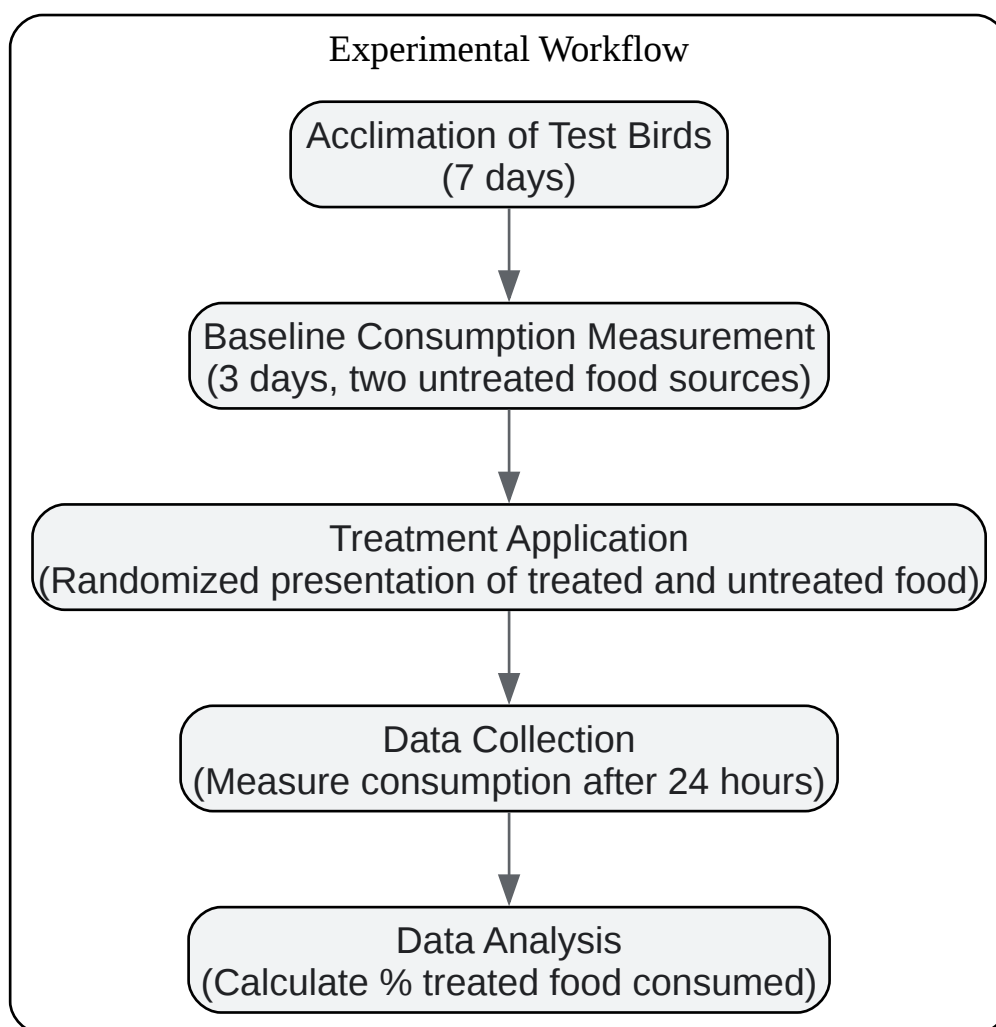 Experimental Workflow
Acclimation of Test Birds
(7 days)
Baseline Consumption Measurement
(3 days, two untreated food sources)
Treatment Application
(Randomized presentation of treated and untreated food)
Data Collection
(Measure consumption after 24 hours)
Data Analysis
(Calculate % treated food consumed)